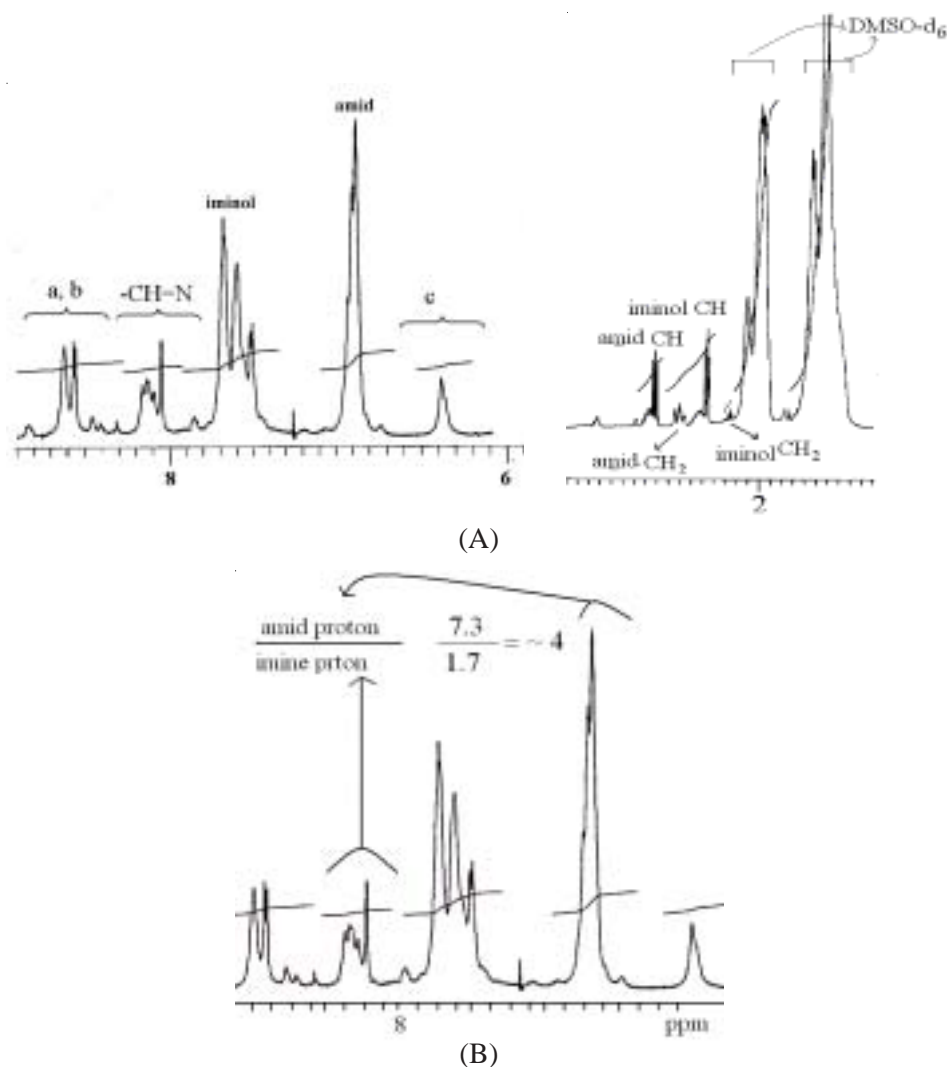 DMSO-d6
amid
iminol
a, b
-CH=N
c
iminol CH
amid CH
amid CH2
iminol CH2
8
6
2
(A)
amid proton
imine prton
7.3
1.7
= ~ 4
8
ppm
(B)